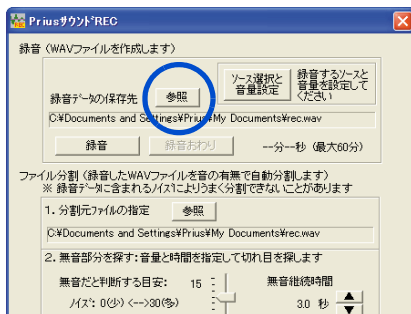 PriusｻｳﾝﾄﾞREC
録音（WAVファイルを作成します）
録音ﾃﾞｰﾀの保存先
参照
ソース選択と
音量設定
録音するソースと
音量を設定して
ください
C:¥Documents and Settings¥Prius¥My Documents¥rec.wav
録音
録音おわり
--分--秒（最大60分）
ファイル分割（録音したWAVファイルを音の有無で自動分割します）
※ 録音ﾃﾞｰﾀに含まれるﾉｲｽﾞによりうまく分割できないことがあります
1. 分割元ﾌｧｲﾙの指定
参照
C:¥Documents and Settings¥Prius¥My Documents¥rec.wav
2. 無音部分を探す：音量と時間を指定して切れ目を探します
無音だと判断する目安：
15
無音継続時間
ﾉｲｽﾞ：0(少) <-->30(多)
3.0 秒